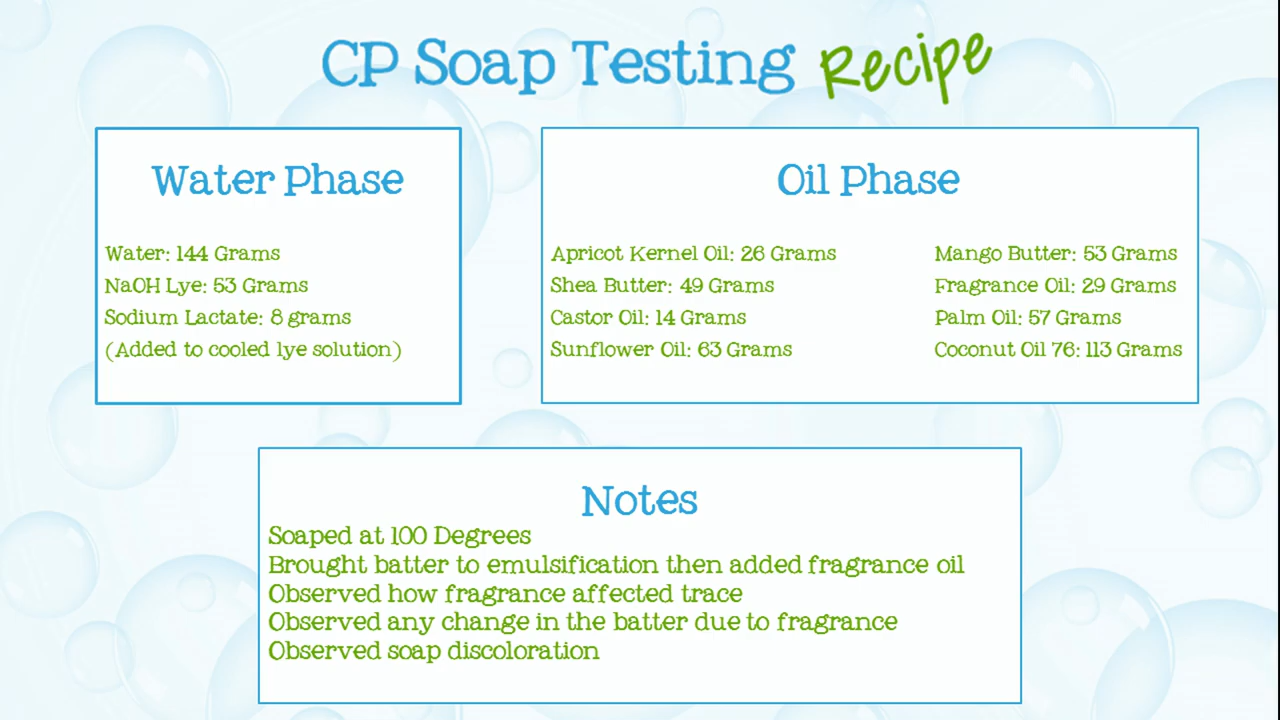 CP Soap Testing Recipe
Water Phase
Water: 144 Grams
NaOH Lye: 53 Grams
Sodium Lactate: 8 grams
(Added to cooled lye solution)
Oil Phase
Apricot Kernel Oil: 26 Grams
Shea Butter: 49 Grams
Castor Oil: 14 Grams
Sunflower Oil: 63 Grams
Mango Butter: 53 Grams
Fragrance Oil: 29 Grams
Palm Oil: 57 Grams
Coconut Oil 76: 113 Grams
Notes
Soaped at 100 Degrees
Brought batter to emulsification then added fragrance oil
Observed how fragrance affected trace
Observed any change in the batter due to fragrance
Observed soap discoloration